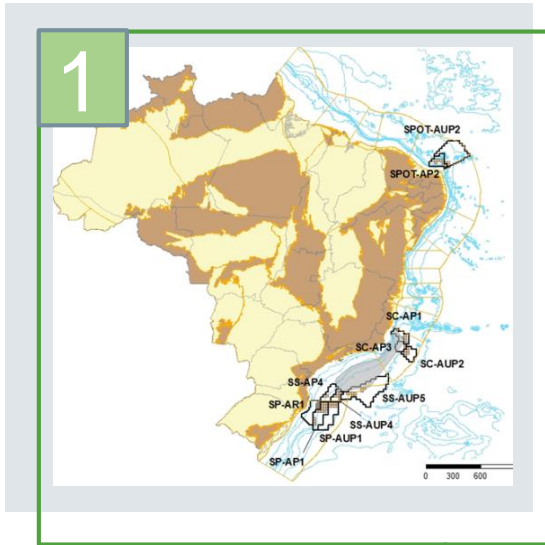 1
SPOT-AUP2
SPOT-AP2
SC-AP1
SC-AP3
SC-AUP2
SS-AP4
SS-AUP5
SP-AR1
SS-AUP4
SP-AUP1
SP-AP1
0 300 600